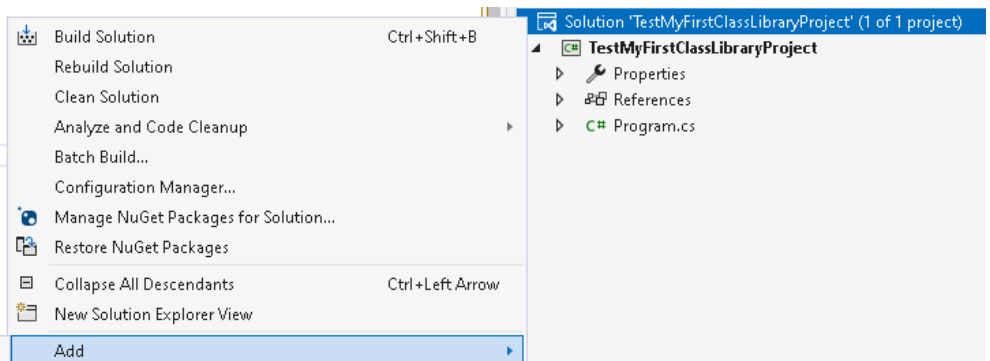 Build Solution Ctrl+Shift+B
Rebuild Solution
Clean Solution
Analyze and Code Cleanup
Batch Build...
Configuration Manager...
Manage NuGet Packages for Solution...
Restore NuGet Packages
Collapse All Descendants Ctrl+Left Arrow
New Solution Explorer View
Add
Solution 'TestMyFirstClassLibraryProject' (1 of 1 project)
C# TestMyFirstClassLibraryProject
Properties
References
C# Program.cs